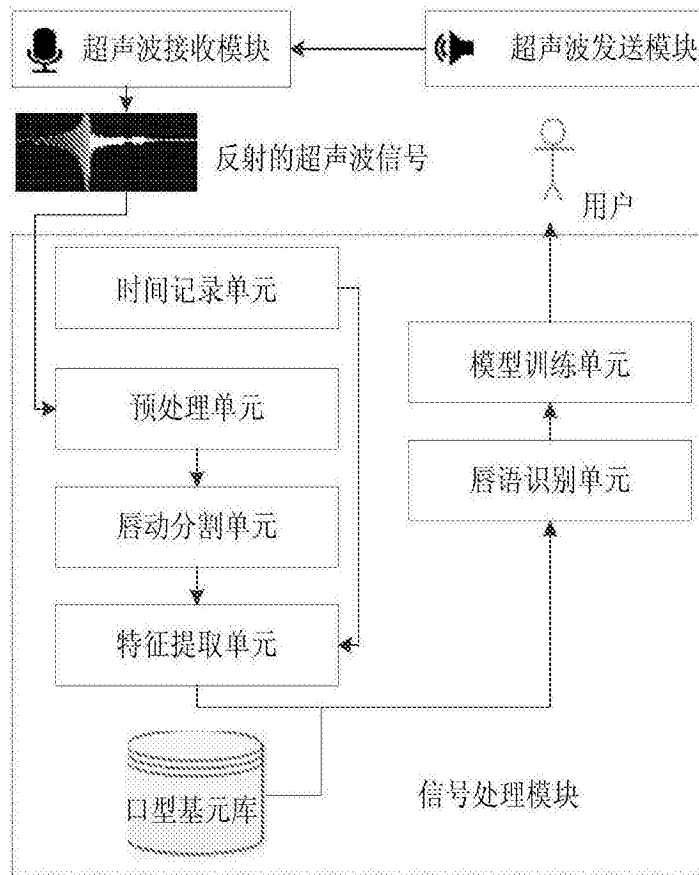 超声波接收模块
超声波发送模块
反射的超声波信号
用户
时间记录单元
预处理单元
唇动分割单元
特征提取单元
模型训练单元
唇语识别单元
口型基元库
信号处理模块